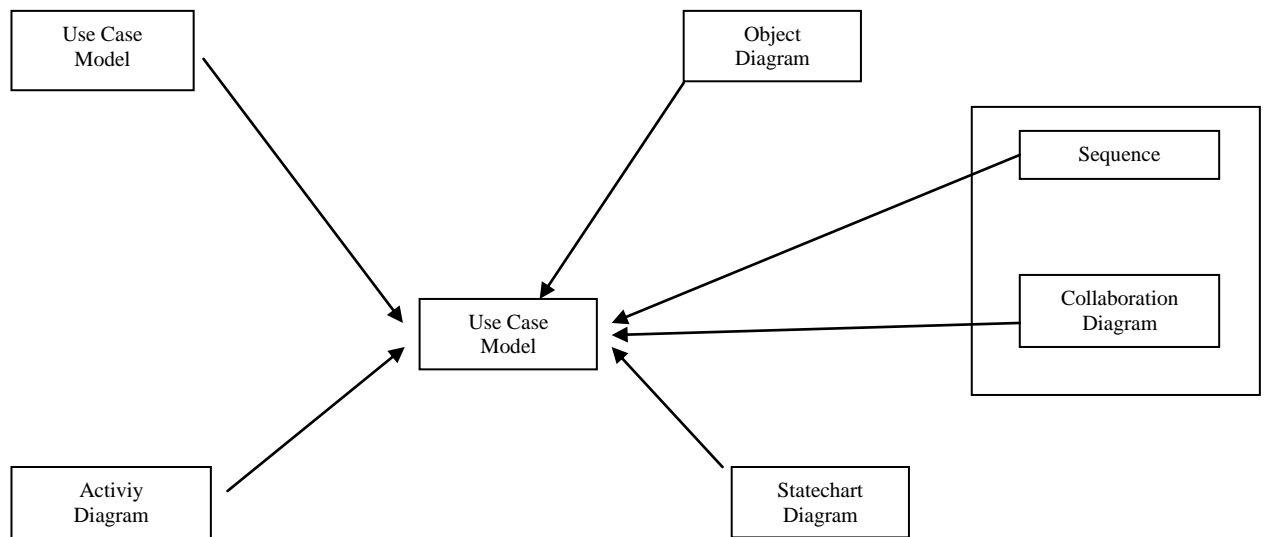 Use Case
Model
Object
Diagram
Sequence
Collaboration
Diagram
Use Case
Model
Activiy
Diagram
Statechart
Diagram